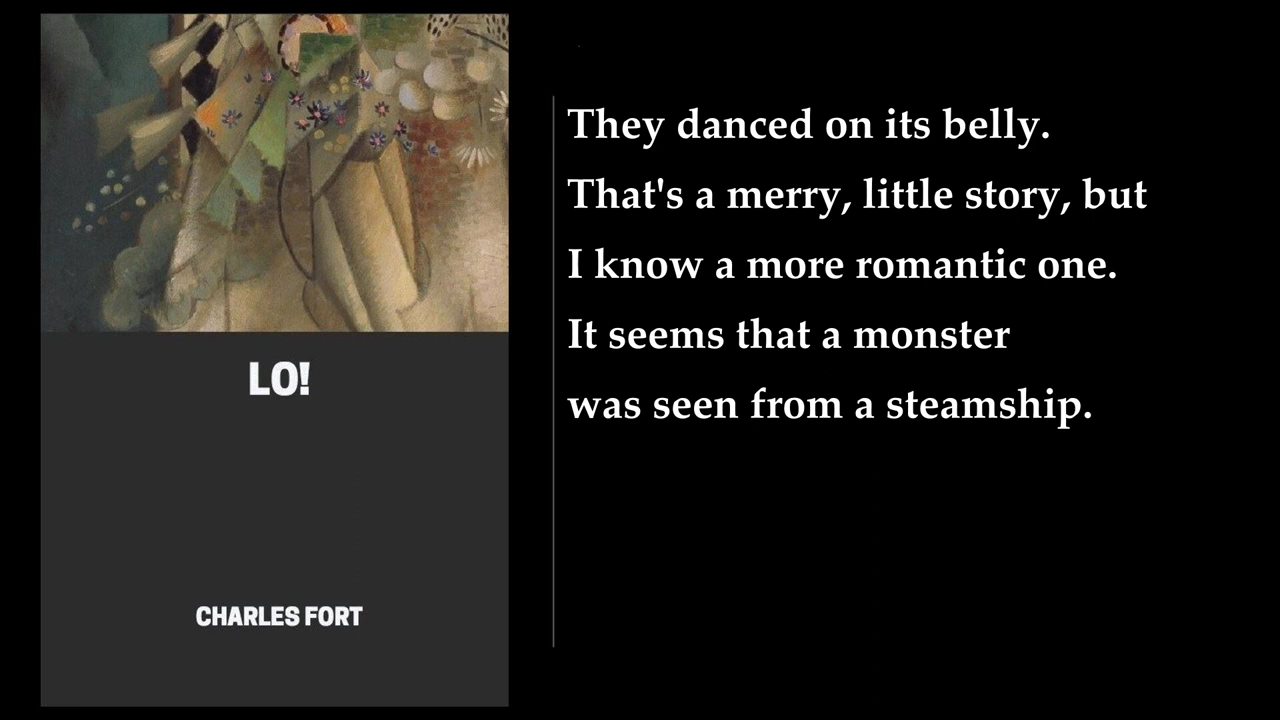 LO!
CHARLES FORT
They danced on its belly.
That's a merry, little story, but
I know a more romantic one.
It seems that a monster
was seen from a steamship.